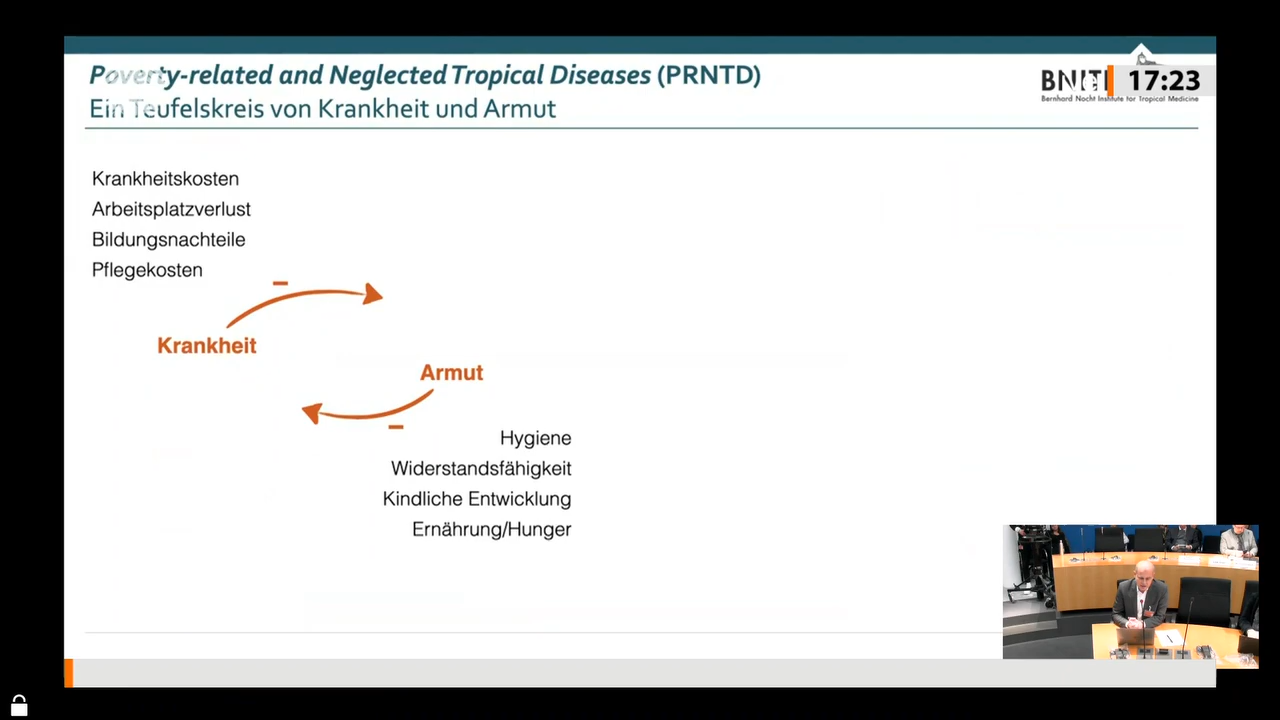 Poverty-related and Neglected Tropical Diseases (PRNTD)
Ein Teufelskreis von Krankheit und Armut
17:23
Bernhard Nocht Institute for Tropical Medicine
Krankheitskosten
Arbeitsplatzverlust
Bildungsnachteile
Pflegekosten
Krankheit
Armut
Hygiene
Widerstandsfähigkeit
Kindliche Entwicklung
Ernährung/Hunger